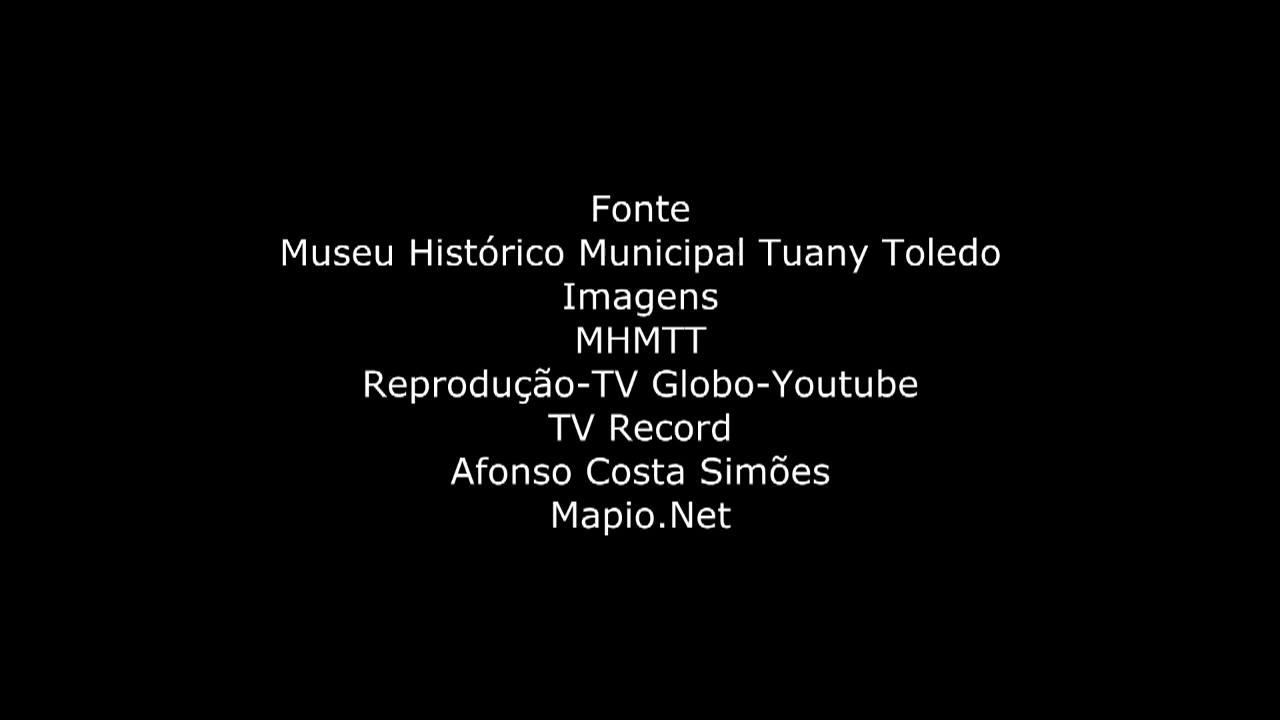 Fonte
Museu Histórico Municipal Tuany Toledo
Imagens
MHMTT
Reprodução-TV Globo-Youtube
TV Record
Afonso Costa Simões
Mapio.Net